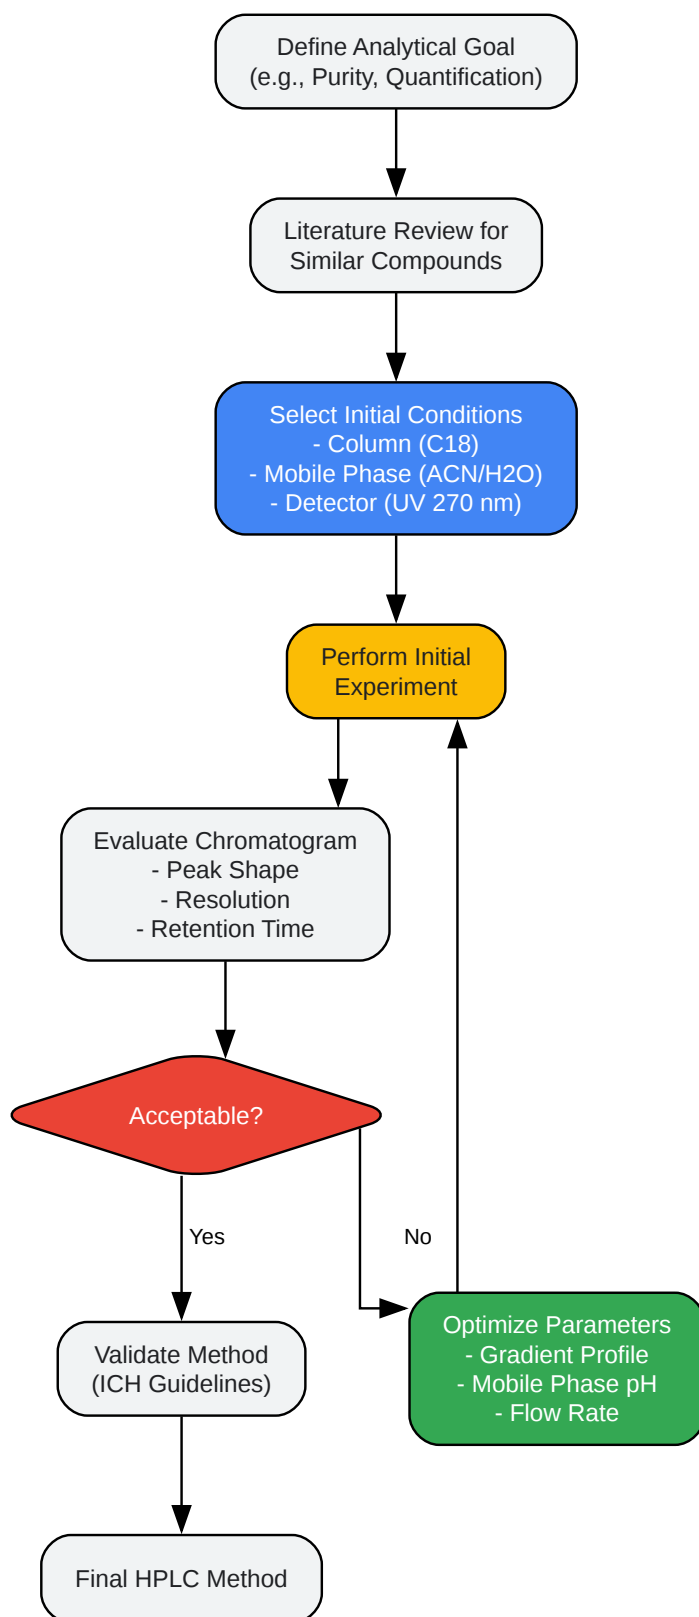 Define Analytical Goal
(e.g., Purity, Quantification)
Literature Review for
Similar Compounds
Select Initial Conditions
- Column (C18)
- Mobile Phase (ACN/H2O)
- Detector (UV 270 nm)
Perform Initial
Experiment
Evaluate Chromatogram
- Peak Shape
- Resolution
- Retention Time
Acceptable?
Yes
No
Optimize Parameters
- Gradient Profile
- Mobile Phase pH
- Flow Rate
Validate Method
(ICH Guidelines)
Final HPLC Method